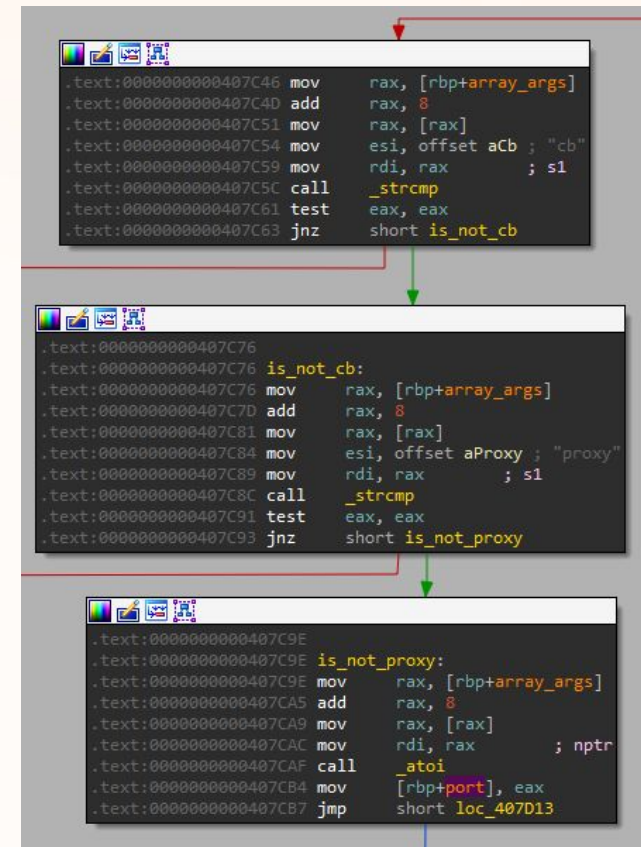 .text:0000000000407C46 mov rax, [rbp+array_args]
.text:0000000000407C4D add rax, 8
.text:0000000000407C51 mov rax, [rax]
.text:0000000000407C54 mov esi, offset aCb ; "cb"
.text:0000000000407C59 mov rdi, rax ; s1
.text:0000000000407C5C call _strcmp
.text:0000000000407C61 test eax, eax
.text:0000000000407C63 jnz short is_not_cb
.text:0000000000407C76
.text:0000000000407C76 is_not_cb:
.text:0000000000407C76 mov rax, [rbp+array_args]
.text:0000000000407C7D add rax, 8
.text:0000000000407C81 mov rax, [rax]
.text:0000000000407C84 mov esi, offset aProxy ; "proxy"
.text:0000000000407C89 mov rdi, rax ; s1
.text:0000000000407C8C call _strcmp
.text:0000000000407C91 test eax, eax
.text:0000000000407C93 jnz short is_not_proxy
.text:0000000000407C9E
.text:0000000000407C9E is_not_proxy:
.text:0000000000407C9E mov rax, [rbp+array_args]
.text:0000000000407CA5 add rax, 8
.text:0000000000407CA9 mov rax, [rax]
.text:0000000000407CAC mov rdi, rax ; nptr
.text:0000000000407CAF call _atoi
.text:0000000000407CB4 mov [rbp+port], eax
.text:0000000000407CB7 jmp short loc_407D13